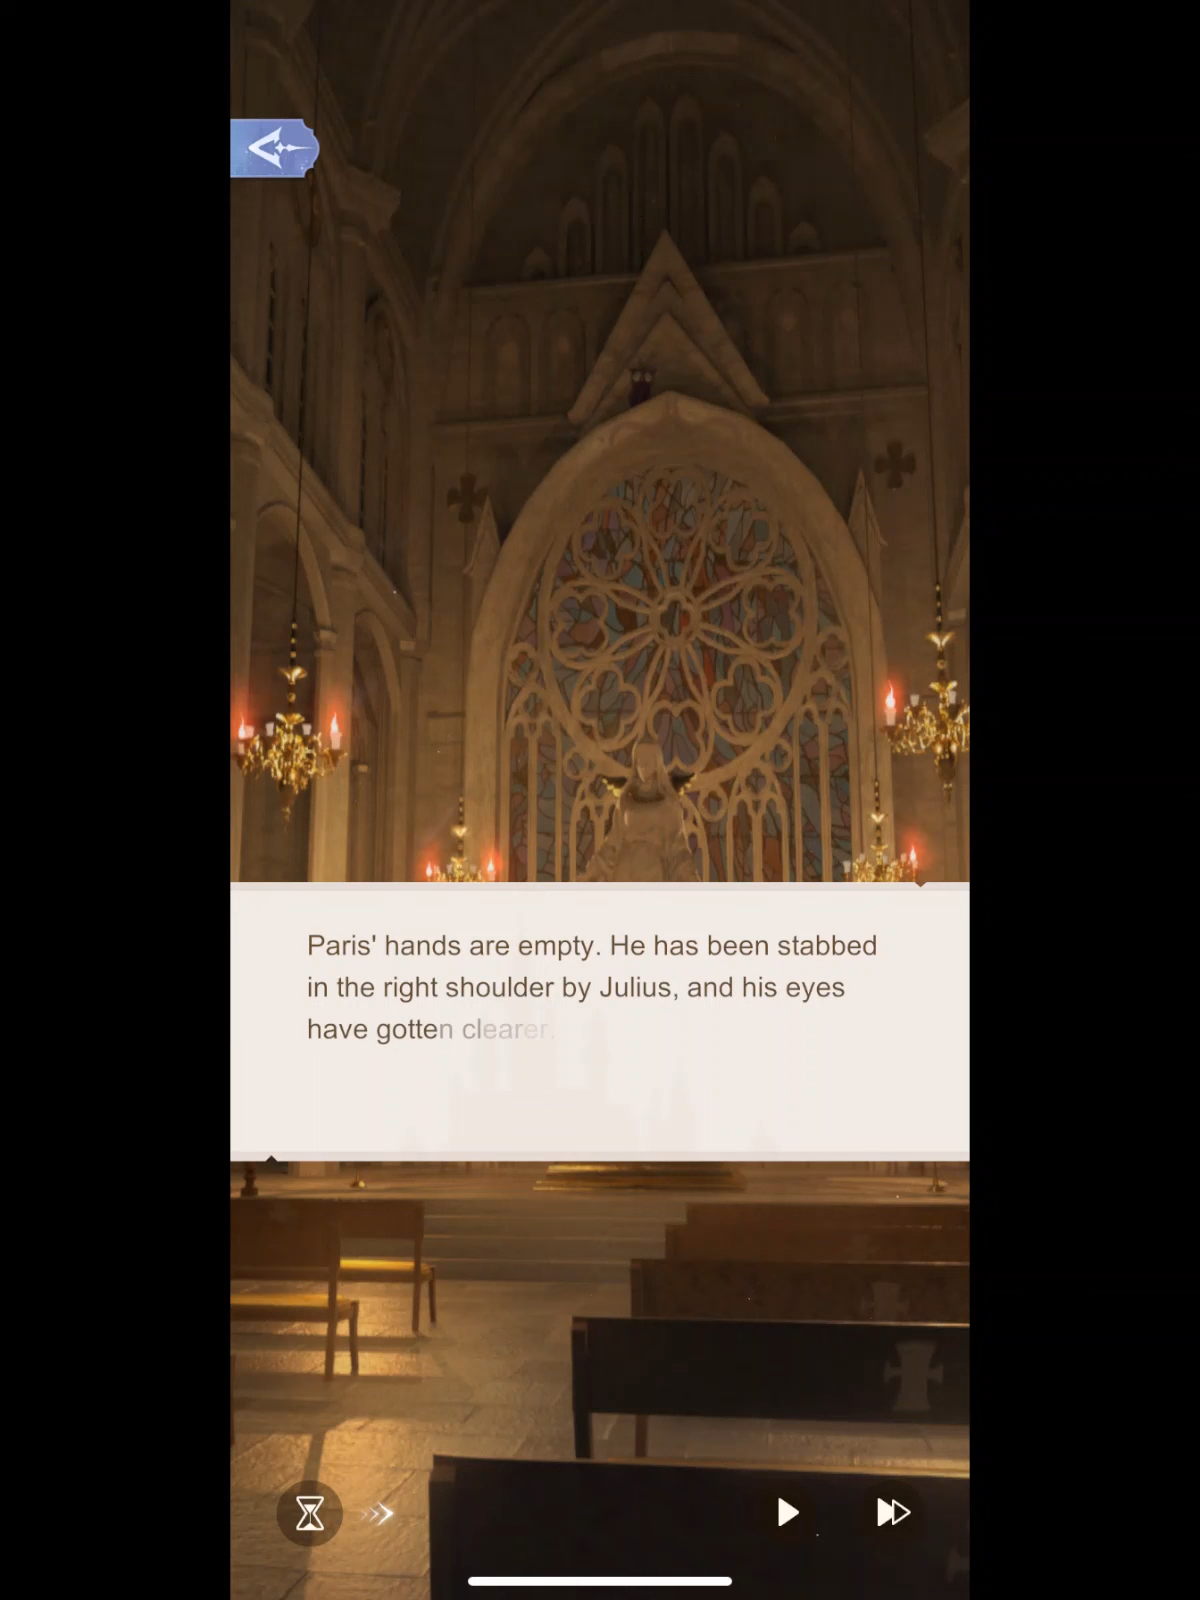 Paris' hands are empty. He has been stabbed
in the right shoulder by Julius, and his eyes
have gotten clearer.